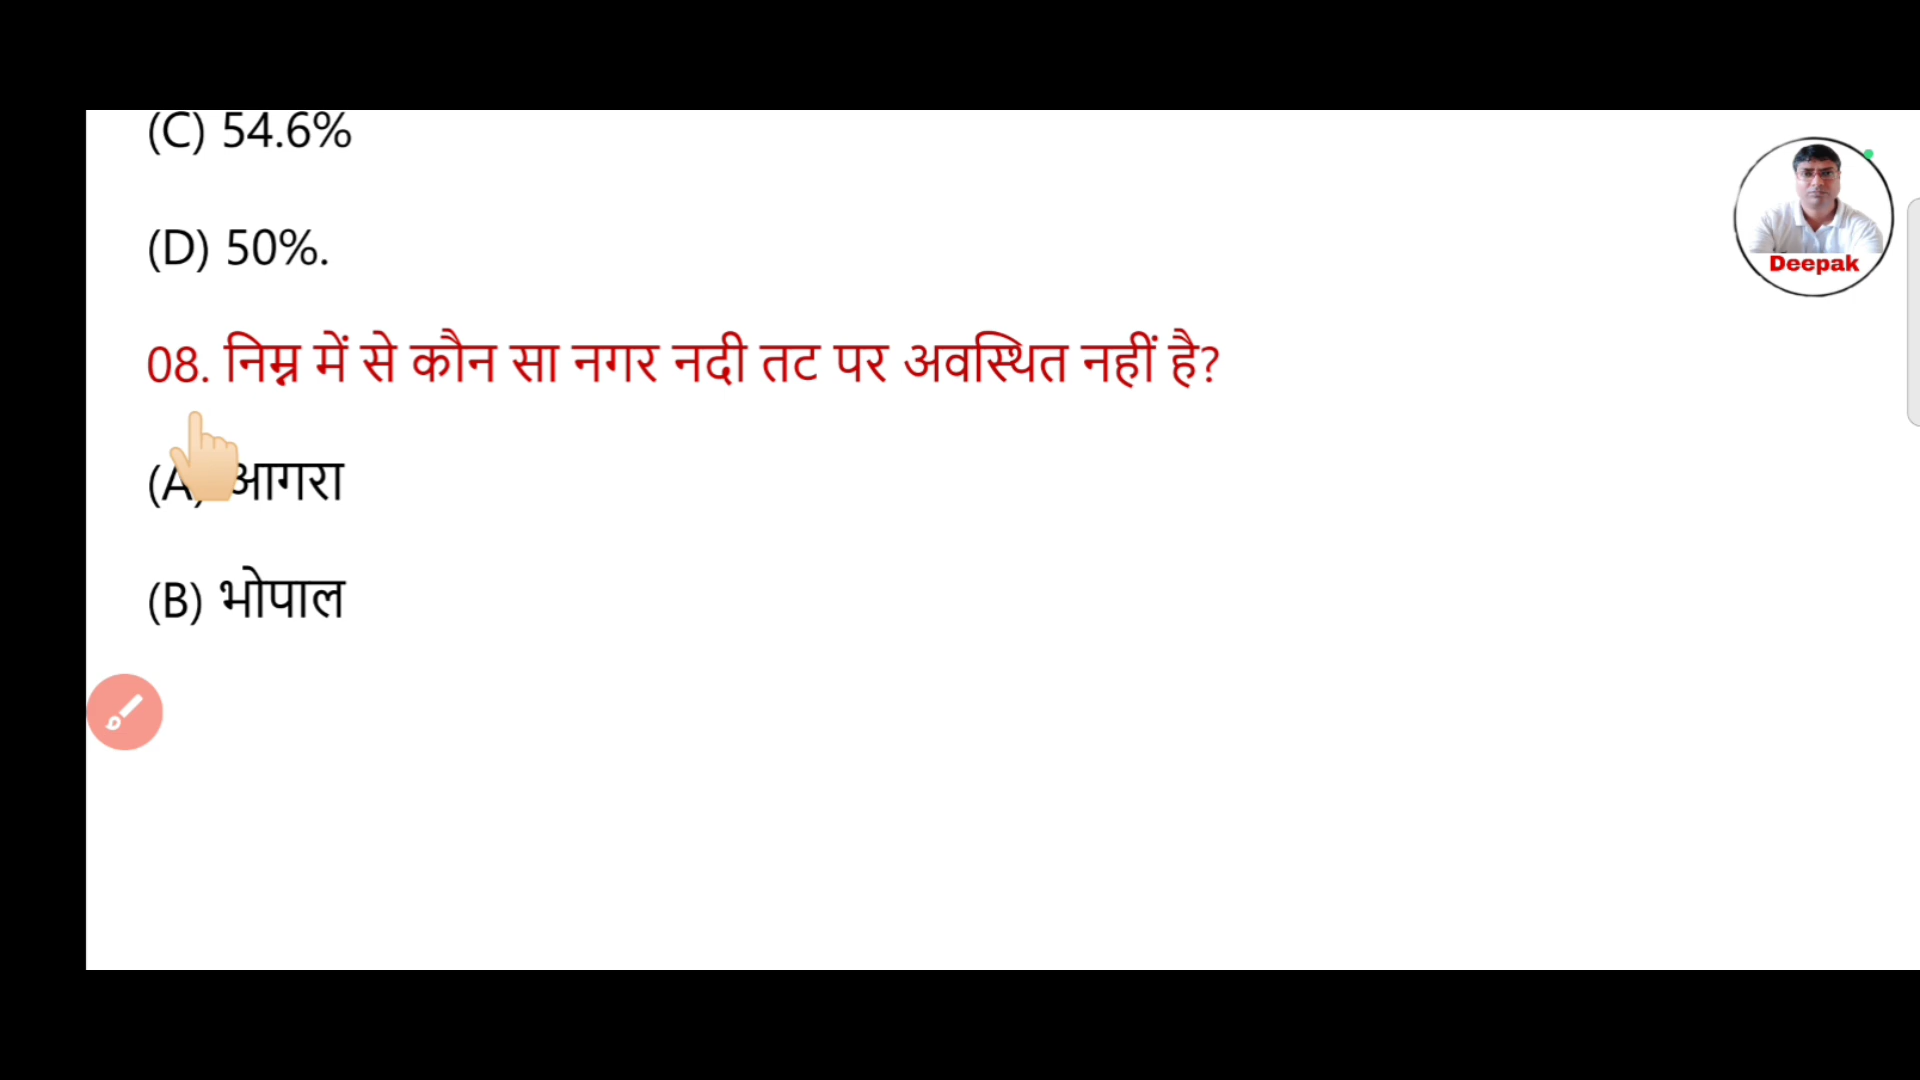 (C) 54.6%
(D) 50%.
Deepak
08. निम्न में से कौन सा नगर नदी तट पर अवस्थित नहीं है?
(A) आगरा
(B) भोपाल